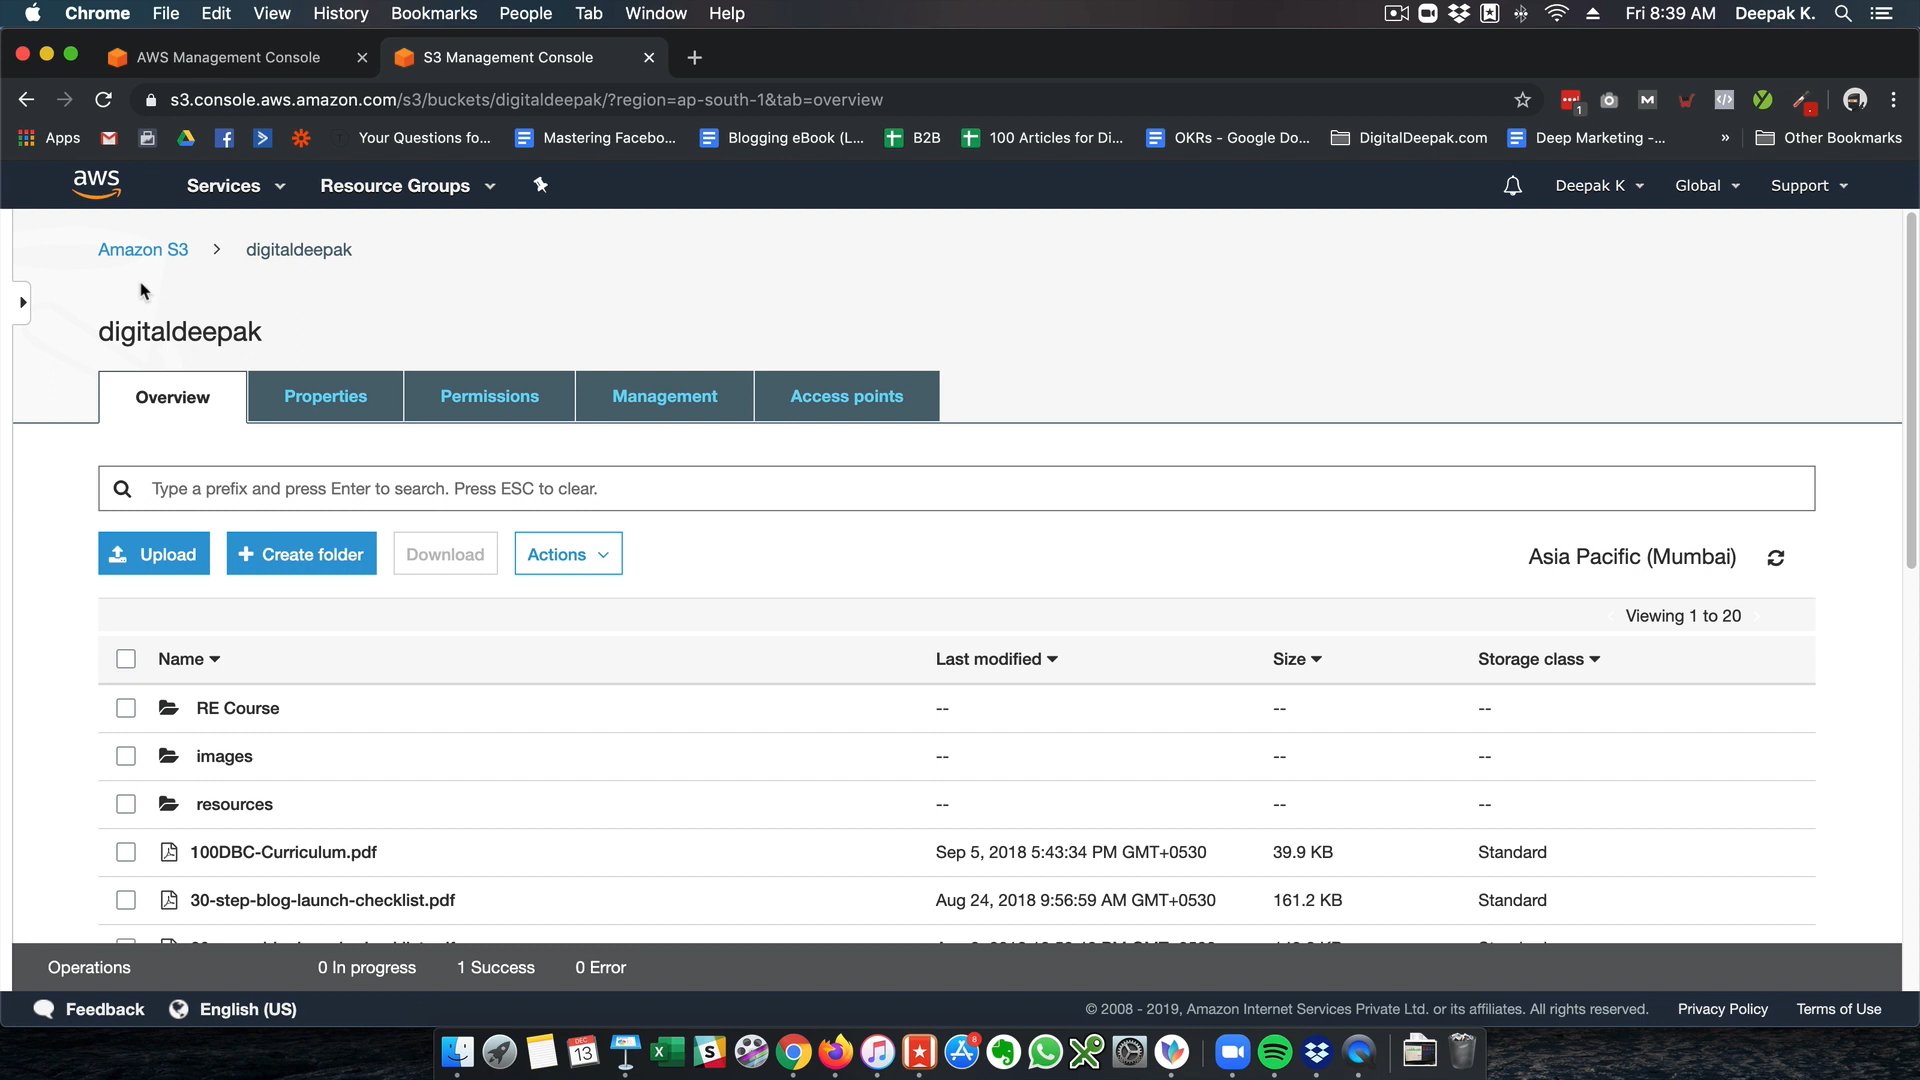 Chrome File Edit View History Bookmarks People Tab Window Help Fri 8:39 AM Deepak K.
AWS Management Console S3 Management Console
s3.console.aws.amazon.com/s3/buckets/digitaldeepak/?region=ap-south-1&tab=overview
Apps Your Questions fo... Mastering Facebo... Blogging eBook (L... B2B 100 Articles for Di... OKRs - Google Do... DigitalDeepak.com Deep Marketing -... » Other Bookmarks
aws Services Resource Groups Deepak K Global Support
Amazon S3 > digitaldeepak
digitaldeepak
Overview Properties Permissions Management Access points
Type a prefix and press Enter to search. Press ESC to clear.
Upload + Create folder Download Actions Asia Pacific (Mumbai)
Viewing 1 to 20
Name Last modified Size Storage class
RE Course -- -- --
images -- -- --
resources -- -- --
100DBC-Curriculum.pdf Sep 5, 2018 5:43:34 PM GMT+0530 39.9 KB Standard
30-step-blog-launch-checklist.pdf Aug 24, 2018 9:56:59 AM GMT+0530 161.2 KB Standard
Operations 0 In progress 1 Success 0 Error
Feedback English (US) © 2008 - 2019, Amazon Internet Services Private Ltd. or its affiliates. All rights reserved. Privacy Policy Terms of Use
DEC
13
8